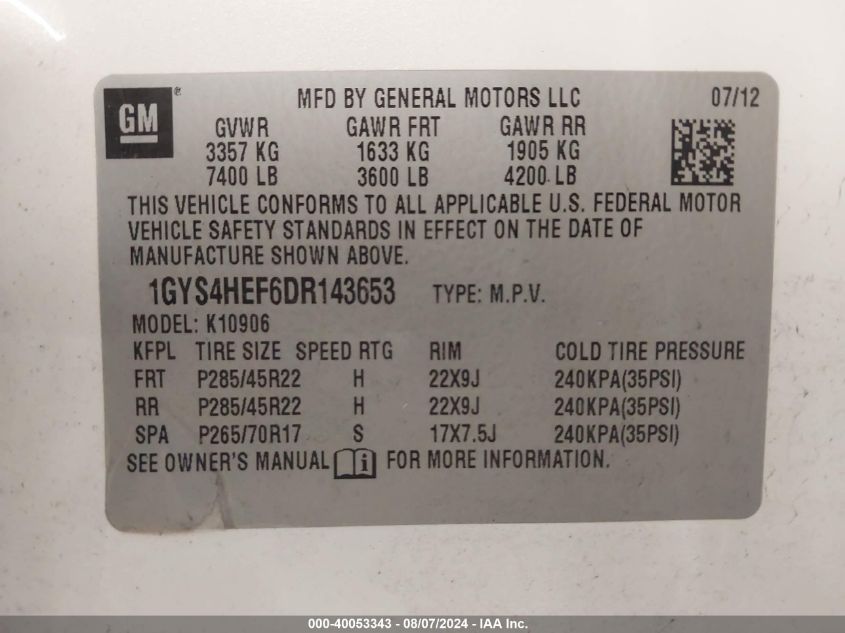 GM® MFD BY GENERAL MOTORS LLC 07/12
GVWR GAWR FRT GAWR RR
3357 KG 1633 KG 1905 KG
7400 LB 3600 LB 4200 LB
THIS VEHICLE CONFORMS TO ALL APPLICABLE U.S. FEDERAL MOTOR
VEHICLE SAFETY STANDARDS IN EFFECT ON THE DATE OF
MANUFACTURE SHOWN ABOVE.
1GYS4HEF6DR143653 TYPE: M.P.V.
MODEL: K10906
KFPL TIRE SIZE SPEED RTG RIM COLD TIRE PRESSURE
FRT P285/45R22 H 22X9J 240KPA(35PSI)
RR P285/45R22 H 22X9J 240KPA(35PSI)
SPA P265/70R17 S 17X7.5J 240KPA(35PSI)
SEE OWNER'S MANUAL i FOR MORE INFORMATION.
000-40053343 - 08/07/2024 - IAA Inc.